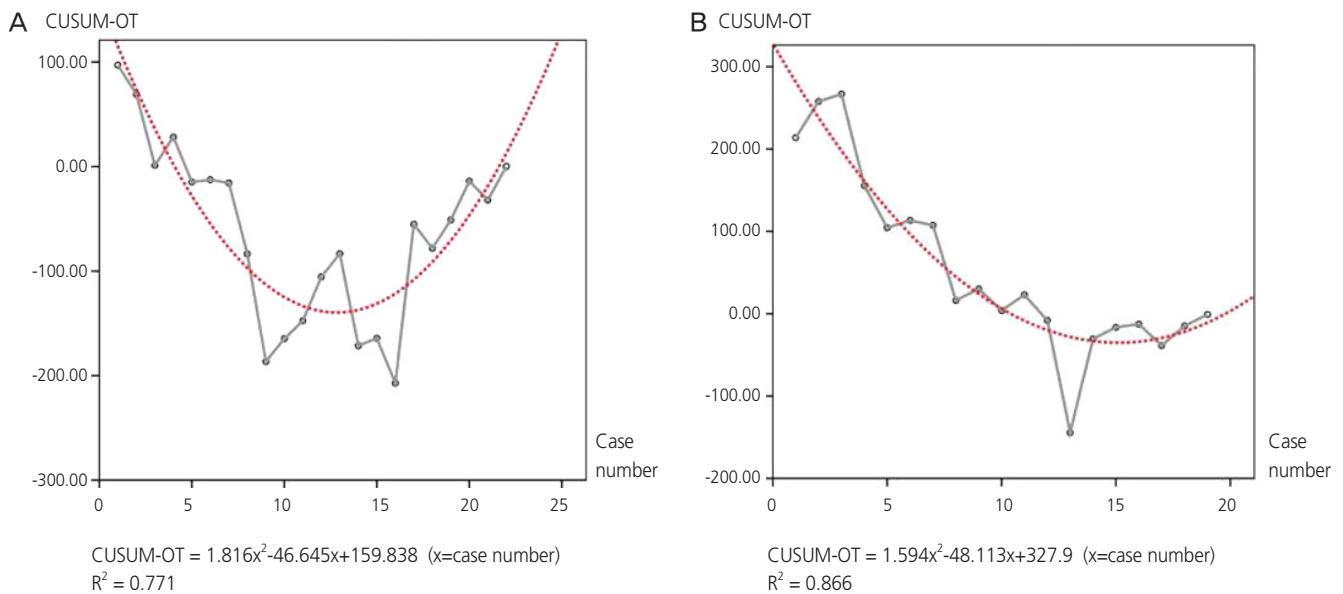 A CUSUM-OT
100.00
0.00
-100.00
-200.00
-300.00
0 5 10 15 20 25
Case
number
CUSUM-OT = 1.816x²-46.645x+159.838 (x=case number)
R² = 0.771
B CUSUM-OT
300.00
200.00
100.00
0.00
-100.00
-200.00
0 5 10 15 20
Case
number
CUSUM-OT = 1.594x²-48.113x+327.9 (x=case number)
R² = 0.866